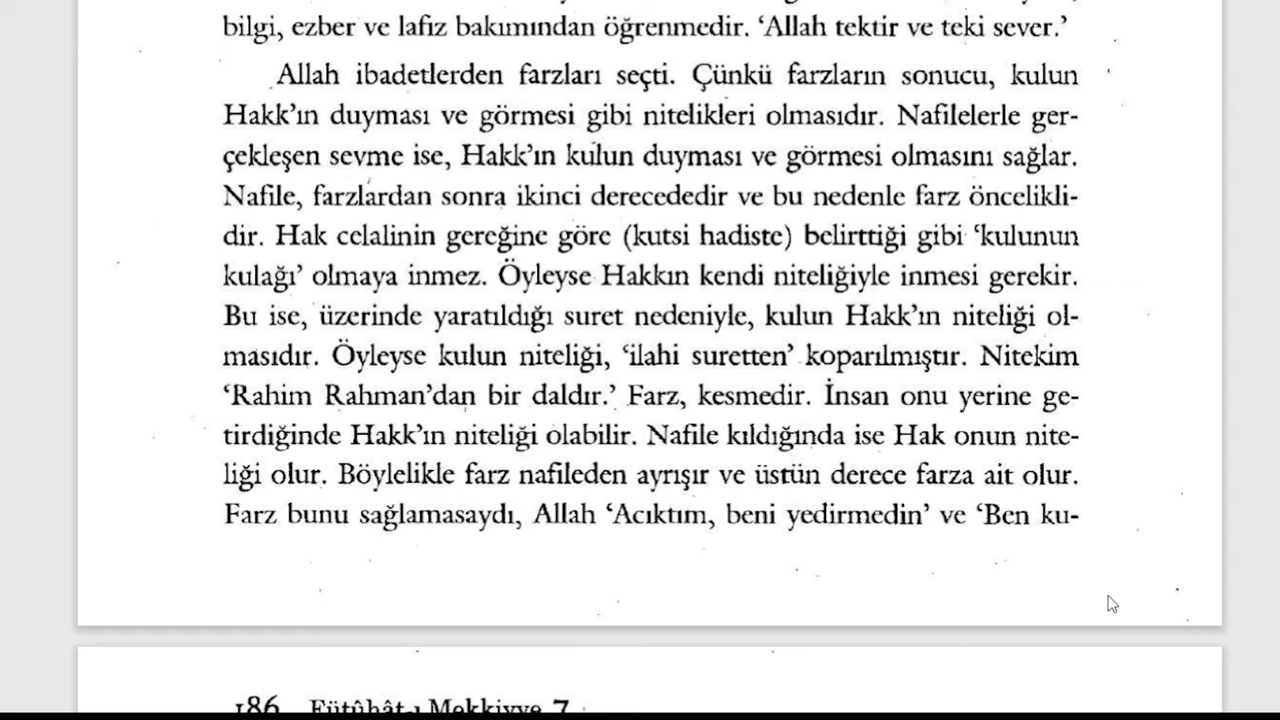 bilgi, ezber ve lafız bakımından öğrenmedir. ‘Allah tektir ve teki sever.’
Allah ibadetlerden farzları seçti. Çünkü farzların sonucu, kulun
Hakk’ın duyması ve görmesi gibi nitelikleri olmasıdır. Nafilelerle ger-
çekleşen sevme ise, Hakk’ın kulun duyması ve görmesi olmasını sağlar.
Nafile, farzlardan sonra ikinci derecededir ve bu nedenle farz öncelikli-
dir. Hak celalinin gereğine göre (kutsi hadiste) belirttiği gibi ‘kulunun
kulağı’ olmaya inmez. Öyleyse Hakkın kendi niteliğiyle inmesi gerekir.
Bu ise, üzerinde yaratıldığı suret nedeniyle, kulun Hakk’ın niteliği ol-
masıdır. Öyleyse kulun niteliği, ‘ilahi suretten’ koparılmıştır. Nitekim
‘Rahim Rahman’dan bir daldır.’ Farz, kesmedir. İnsan onu yerine ge-
tirdiğinde Hakk’ın niteliği olabilir. Nafile kıldığında ise Hak onun nite-
liği olur. Böylelikle farz nafileden ayrışır ve üstün derece farza ait olur.
Farz bunu sağlamasaydı, Allah ‘Acıktım, beni yedirmedin’ ve ‘Ben ku-
186 Fütûhât-ı Mekkiyye 7